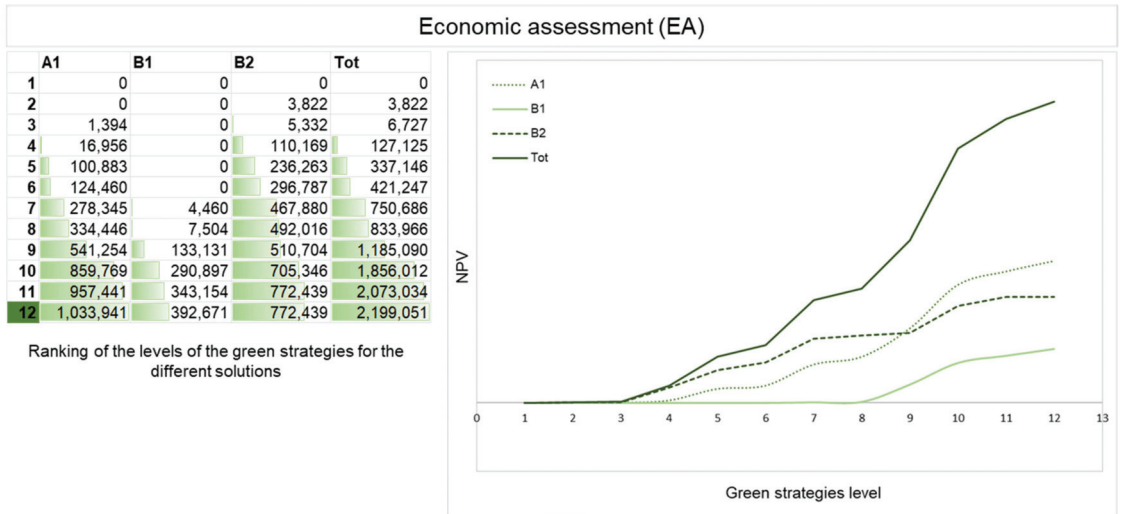 Economic assessment (EA)
A1 B1 B2 Tot
1 0 0 0 0
2 0 0 3,822 3,822
3 1,394 0 5,332 6,727
4 16,956 0 110,169 127,125
5 100,883 0 236,263 337,146
6 124,460 0 296,787 421,247
7 278,345 4,460 467,880 750,686
8 334,446 7,504 492,016 833,966
9 541,254 133,131 510,704 1,185,090
10 859,769 290,897 705,346 1,856,012
11 957,441 343,154 772,439 2,073,034
12 1,033,941 392,671 772,439 2,199,051
Ranking of the levels of the green strategies for the
different solutions
A1
B1
B2
Tot
NPV
0 1 2 3 4 5 6 7 8 9 10 11 12 13
Green strategies level